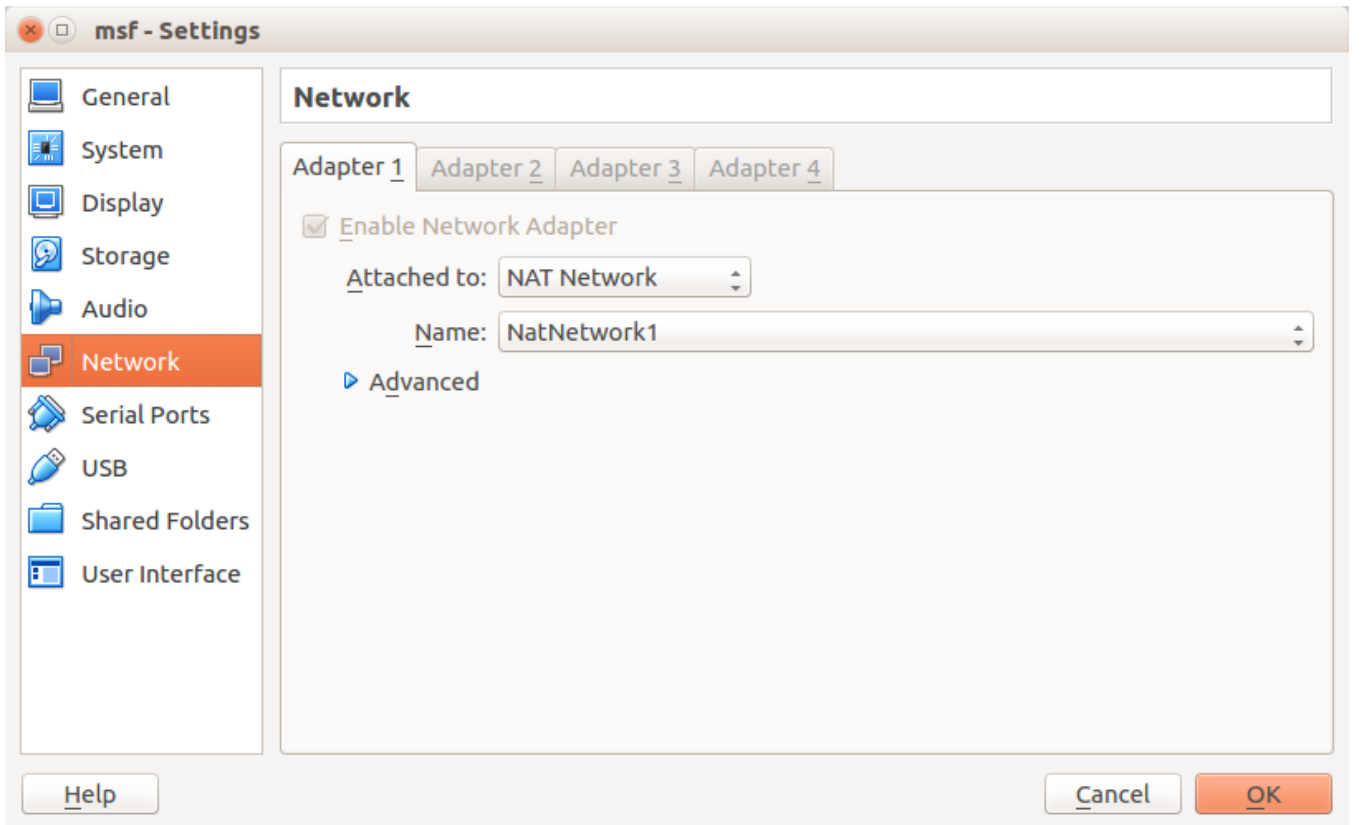 msf - Settings
General
System
Display
Storage
Audio
Network
Serial Ports
USB
Shared Folders
User Interface
Network
Adapter 1 Adapter 2 Adapter 3 Adapter 4
Enable Network Adapter
Attached to: NAT Network
Name: NatNetwork1
Advanced
Help Cancel OK